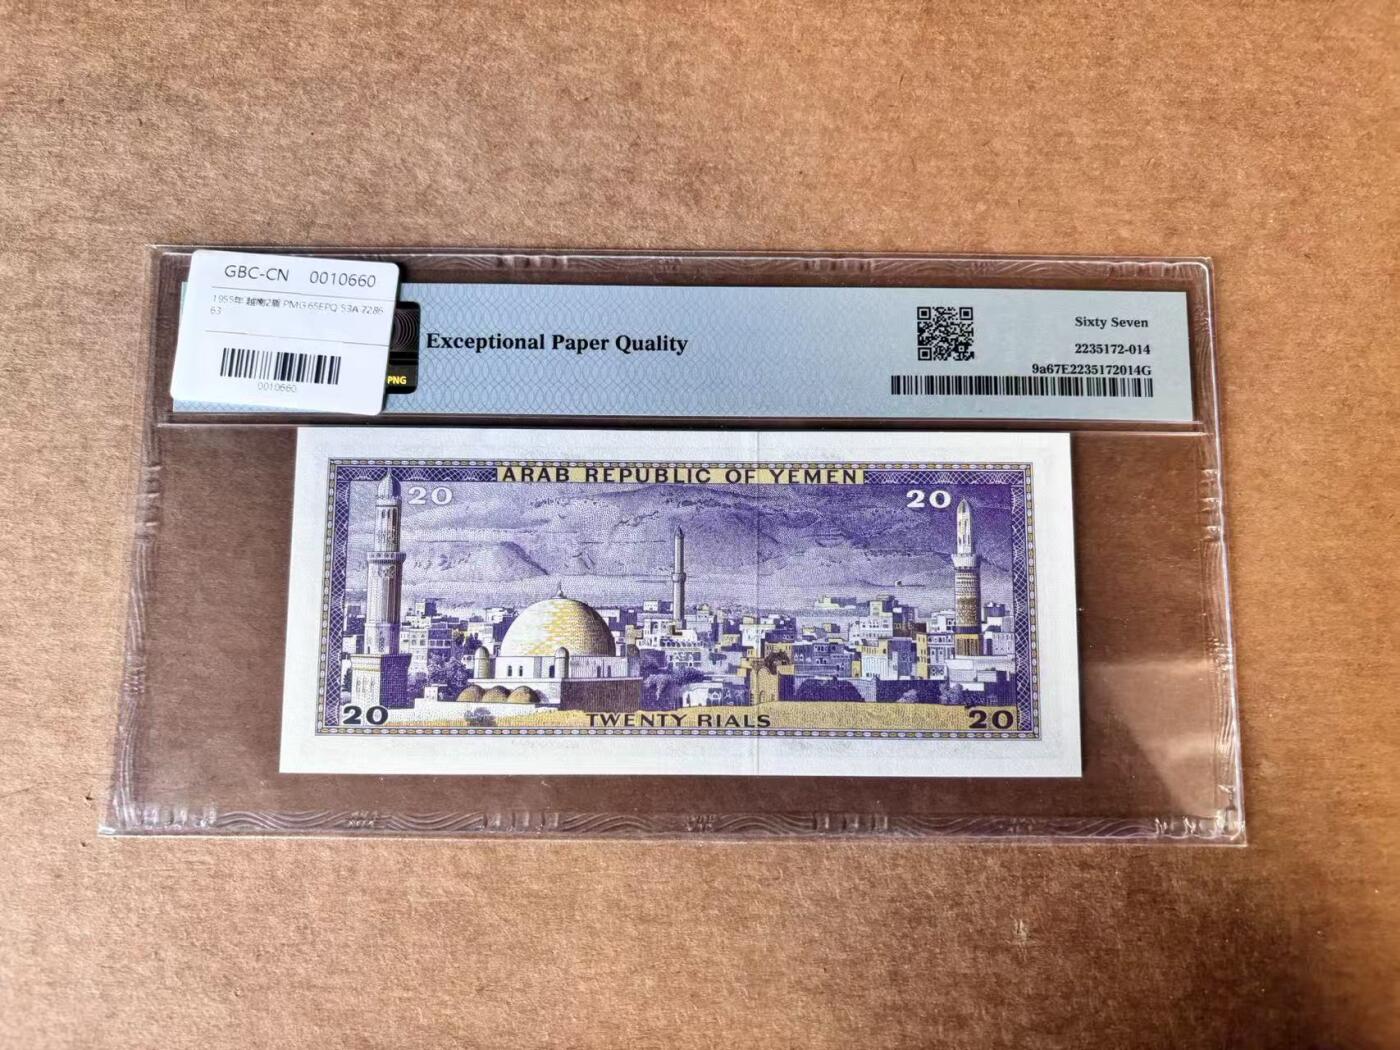 GBC-CN 0010660
1955年 越南2盾 PMG 65EPQ 53A 7286
63
0010660
PNG
Exceptional Paper Quality
Sixty Seven
2235172-014
9a67E2235172014G
ARAB REPUBLIC OF YEMEN
20 20
20 TWENTY RIALS 20